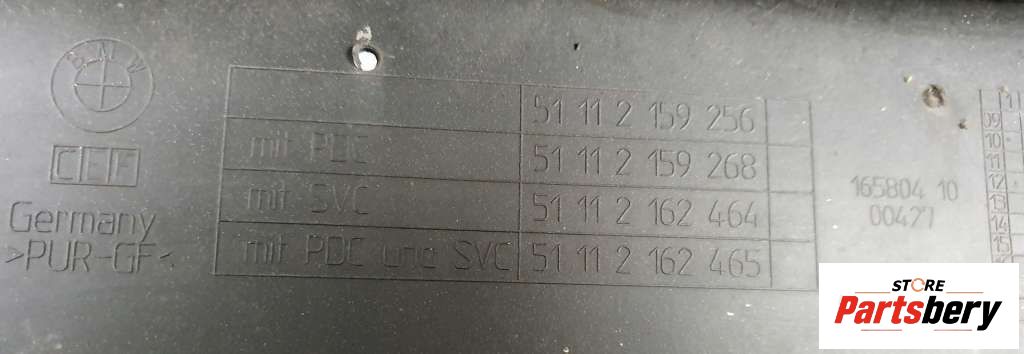 BMW
CEF
Germany
>PUR-GF<
51 11 2 159 256
mit PDC 51 11 2 159 268
mit SVC 51 11 2 162 464
mit PDC und SVC 51 11 2 162 465
165804 10
00427
09
10
11
12
13
14
15
STORE
Partsbery